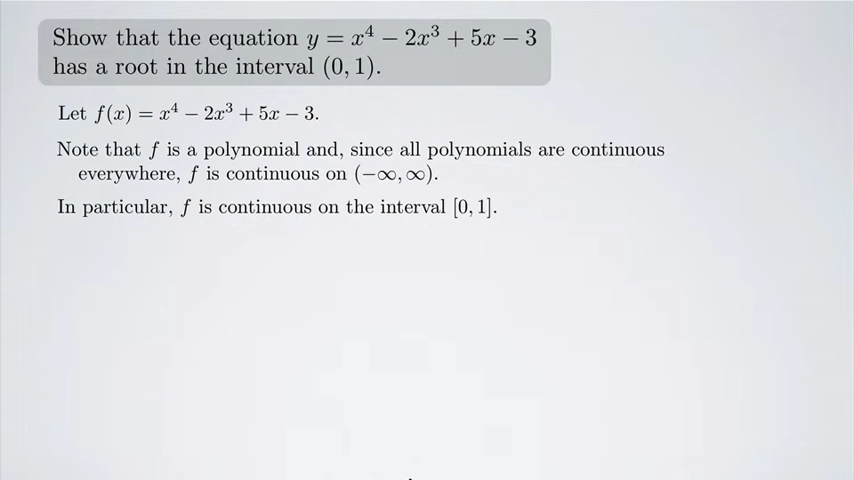 Show that the equation y = x⁴ − 2x³ + 5x − 3
has a root in the interval (0, 1).
Let f(x) = x⁴ − 2x³ + 5x − 3.
Note that f is a polynomial and, since all polynomials are continuous
everywhere, f is continuous on (−∞, ∞).
In particular, f is continuous on the interval [0, 1].